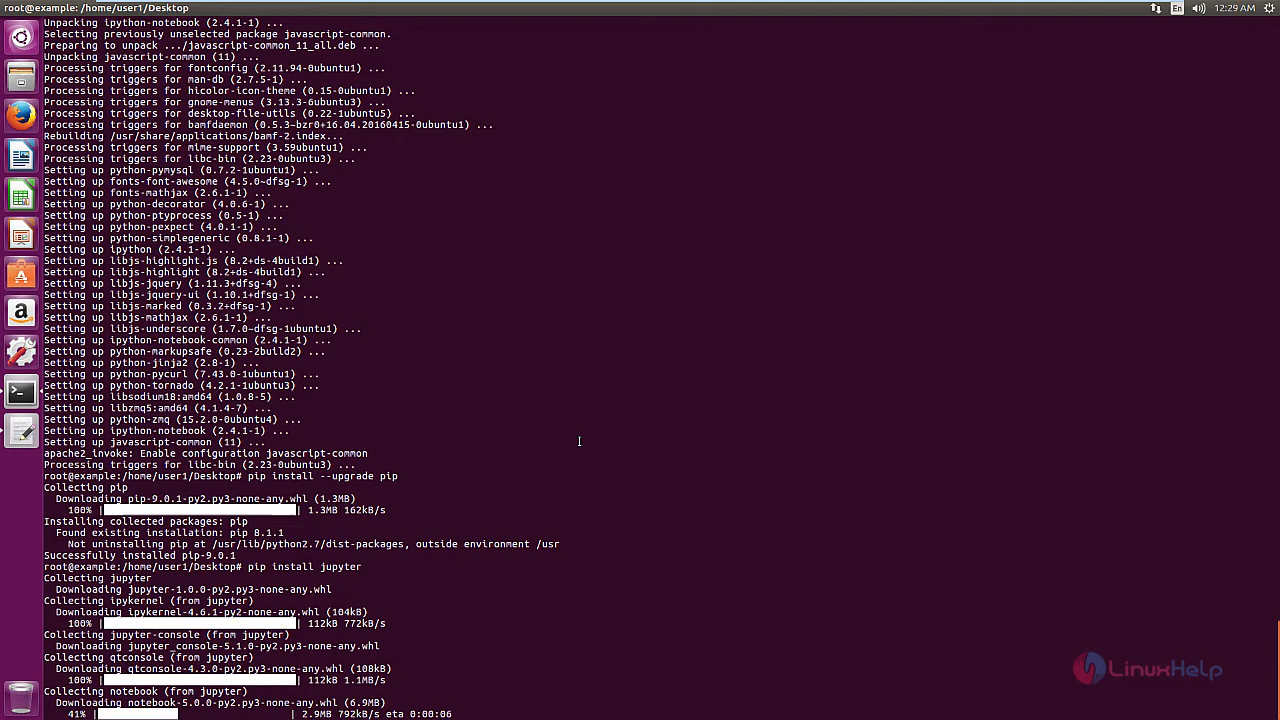 root@example: /home/user1/Desktop
En
12:29 AM
Unpacking ipython-notebook (2.4.1-1) ...
Selecting previously unselected package javascript-common.
Preparing to unpack .../javascript-common_11_all.deb ...
Unpacking javascript-common (11) ...
Processing triggers for fontconfig (2.11.94-0ubuntu1) ...
Processing triggers for man-db (2.7.5-1) ...
Processing triggers for hicolor-icon-theme (0.15-0ubuntu1) ...
Processing triggers for gnome-menus (3.13.3-6ubuntu3) ...
Processing triggers for desktop-file-utils (0.22-1ubuntu5) ...
Processing triggers for bamfdaemon (0.5.3~bzr0+16.04.20160415-0ubuntu1) ...
Rebuilding /usr/share/applications/bamf-2.index...
Processing triggers for mime-support (3.59ubuntu1) ...
Processing triggers for libc-bin (2.23-0ubuntu3) ...
Setting up python-pymysql (0.7.2-1ubuntu1) ...
Setting up fonts-font-awesome (4.5.0~dfsg-1) ...
Setting up fonts-mathjax (2.6.1-1) ...
Setting up python-decorator (4.0.6-1) ...
Setting up python-ptyprocess (0.5-1) ...
Setting up python-pexpect (4.0.1-1) ...
Setting up python-simplegeneric (0.8.1-1) ...
Setting up ipython (2.4.1-1) ...
Setting up libjs-highlight.js (8.2+ds-4build1) ...
Setting up libjs-highlight (8.2+ds-4build1) ...
Setting up libjs-jquery (1.11.3+dfsg-4) ...
Setting up libjs-jquery-ui (1.10.1+dfsg-1) ...
Setting up libjs-marked (0.3.2+dfsg-1) ...
Setting up libjs-mathjax (2.6.1-1) ...
Setting up libjs-underscore (1.7.0~dfsg-1ubuntu1) ...
Setting up ipython-notebook-common (2.4.1-1) ...
Setting up python-markupsafe (0.23-2build2) ...
Setting up python-jinja2 (2.8-1) ...
Setting up python-pycurl (7.43.0-1ubuntu1) ...
Setting up python-tornado (4.2.1-1ubuntu3) ...
Setting up libsodium18:amd64 (1.0.8-5) ...
Setting up libzmq5:amd64 (4.1.4-7) ...
Setting up python-zmq (15.2.0-0ubuntu4) ...
Setting up ipython-notebook (2.4.1-1) ...
Setting up javascript-common (11) ...
apache2_invoke: Enable configuration javascript-common
Processing triggers for libc-bin (2.23-0ubuntu3) ...
root@example:/home/user1/Desktop# pip install --upgrade pip
Collecting pip
Downloading pip-9.0.1-py2.py3-none-any.whl (1.3MB)
100% | | 1.3MB 162kB/s
Installing collected packages: pip
Found existing installation: pip 8.1.1
Not uninstalling pip at /usr/lib/python2.7/dist-packages, outside environment /usr
Successfully installed pip-9.0.1
root@example:/home/user1/Desktop# pip install jupyter
Collecting jupyter
Downloading jupyter-1.0.0-py2.py3-none-any.whl
Collecting ipykernel (from jupyter)
Downloading ipykernel-4.6.1-py2-none-any.whl (104kB)
100% | | 112kB 772kB/s
Collecting jupyter-console (from jupyter)
Downloading jupyter_console-5.1.0-py2.py3-none-any.whl
Collecting qtconsole (from jupyter)
Downloading qtconsole-4.3.0-py2.py3-none-any.whl (108kB)
100% | | 112kB 1.1MB/s
Collecting notebook (from jupyter)
Downloading notebook-5.0.0-py2.py3-none-any.whl (6.9MB)
41% | | 2.9MB 792kB/s eta 0:00:06
LinuxHelp